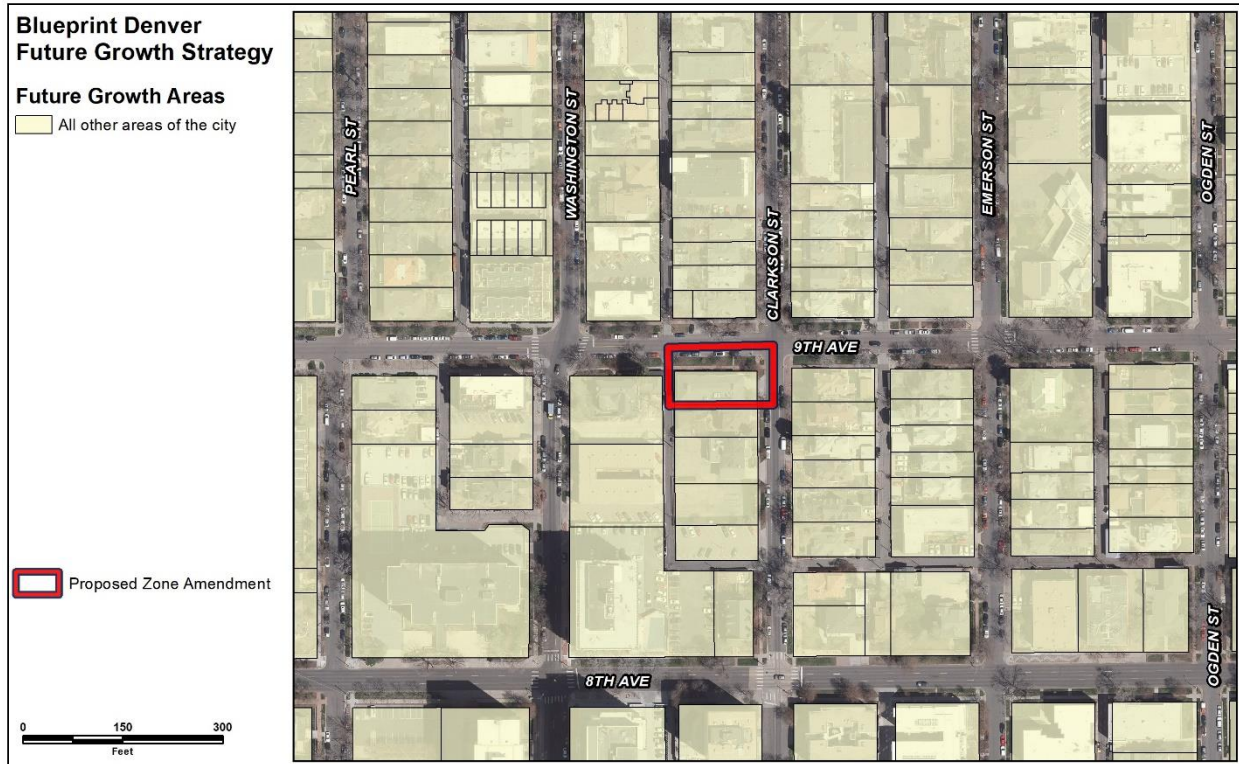 Blueprint Denver
Future Growth Strategy
Future Growth Areas
All other areas of the city
Proposed Zone Amendment
0 150 300
Feet
PEARL ST
WASHINGTON ST
CLARKSON ST
EMERSON ST
OGDEN ST
9TH AVE
8TH AVE
OGDEN ST